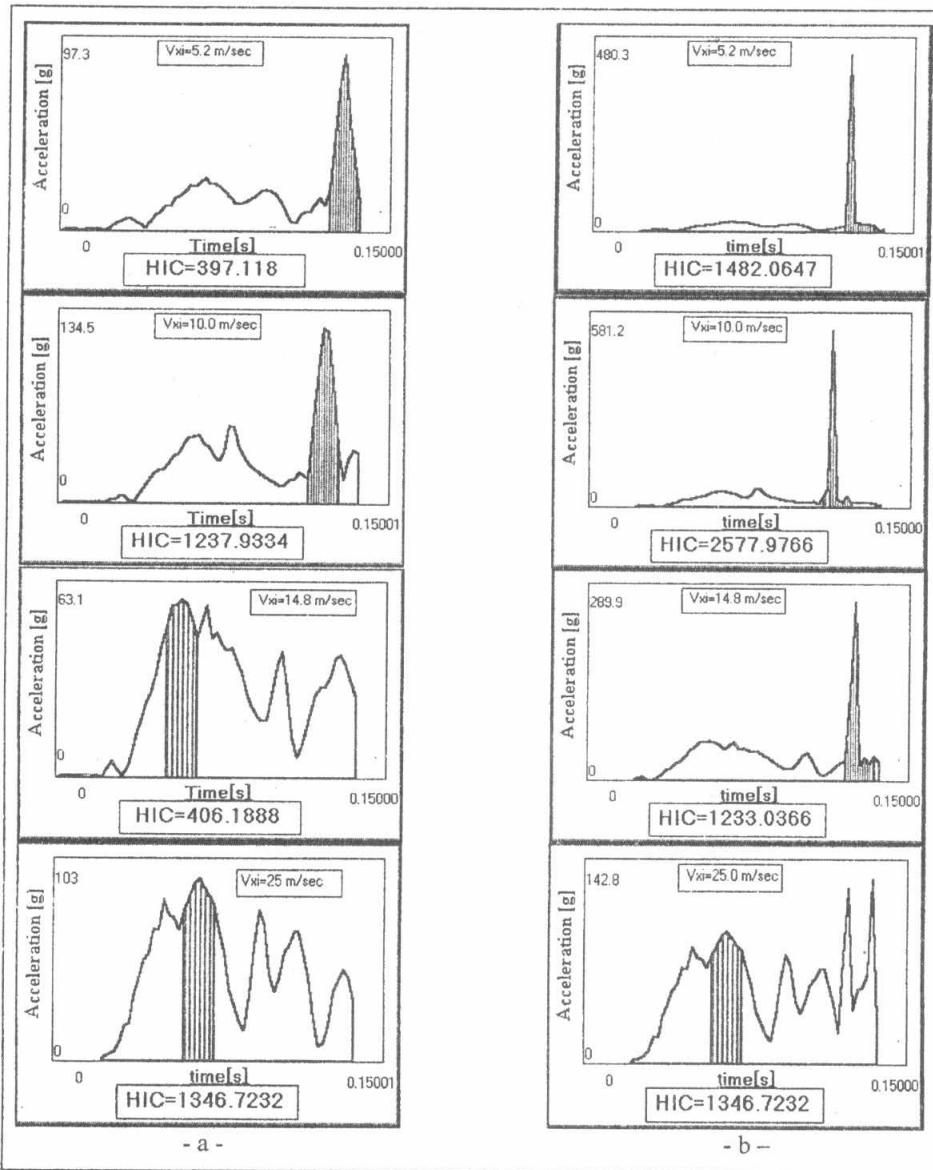 97.3
Vxi=5.2 m/sec
Acceleration [g]
0
0
Time[s]
0.15000
HIC=397.118
134.5
Vxi=10.0 m/sec
Acceleration [g]
0
0
Time[s]
0.15001
HIC=1237.9334
63.1
Vxi=14.8 m/sec
Acceleration [g]
0
0
Time[s]
0.15000
HIC=406.1888
103
Vxi=25 m/sec
Acceleration [g]
0
0
time[s]
0.15001
HIC=1346.7232
- a -
480.3
Vxi=5.2 m/sec
Acceleration [g]
0
0
time[s]
0.15001
HIC=1482.0647
581.2
Vxi=10.0 m/sec
Acceleration [g]
0
0
time[s]
0.15000
HIC=2577.9766
289.9
Vxi=14.8 m/sec
Acceleration [g]
0
0
time[s]
0.15000
HIC=1233.0366
142.8
Vxi=25.0 m/sec
Acceleration [g]
0
0
time[s]
0.15000
HIC=1346.7232
- b –